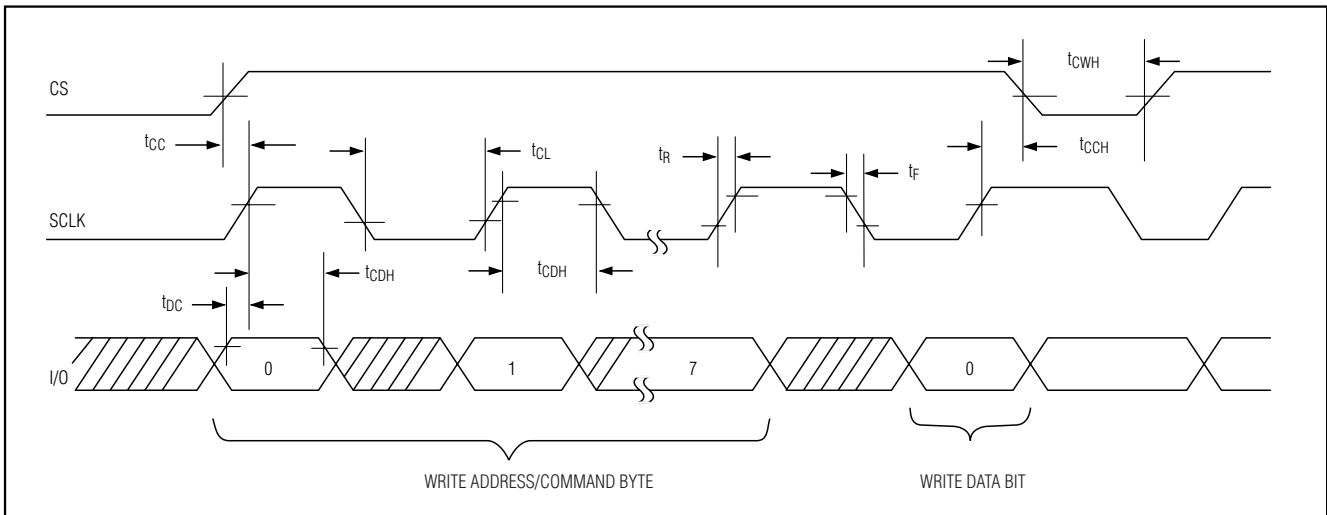 CS
tCWH
tCC
tCL
tR
tF
tCCH
SCLK
tCDH
tCDH
tDC
I/O
0
1
7
0
WRITE ADDRESS/COMMAND BYTE
WRITE DATA BIT